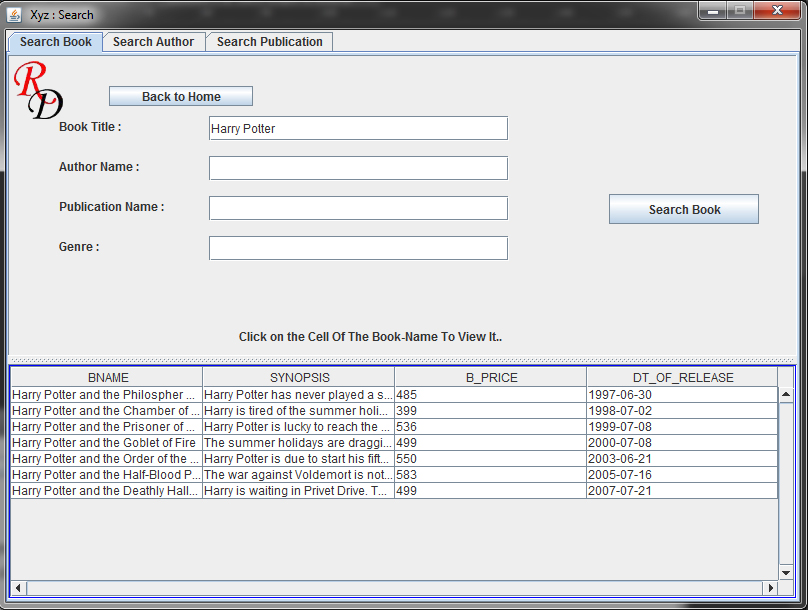 Xyz : Search
Search Book Search Author Search Publication
RD
Back to Home
Book Title : Harry Potter
Author Name :
Publication Name :
Search Book
Genre :
Click on the Cell Of The Book-Name To View It..
BNAME SYNOPSIS B_PRICE DT_OF_RELEASE
Harry Potter and the Philospher ... Harry Potter has never played a s... 485 1997-06-30
Harry Potter and the Chamber of ... Harry is tired of the summer holi... 399 1998-07-02
Harry Potter and the Prisoner of ... Harry Potter is lucky to reach the ... 536 1999-07-08
Harry Potter and the Goblet of Fire The summer holidays are draggi... 499 2000-07-08
Harry Potter and the Order of the ... Harry Potter is due to start his fift... 550 2003-06-21
Harry Potter and the Half-Blood P... The war against Voldemort is not... 583 2005-07-16
Harry Potter and the Deathly Hall... Harry is waiting in Privet Drive. T... 499 2007-07-21